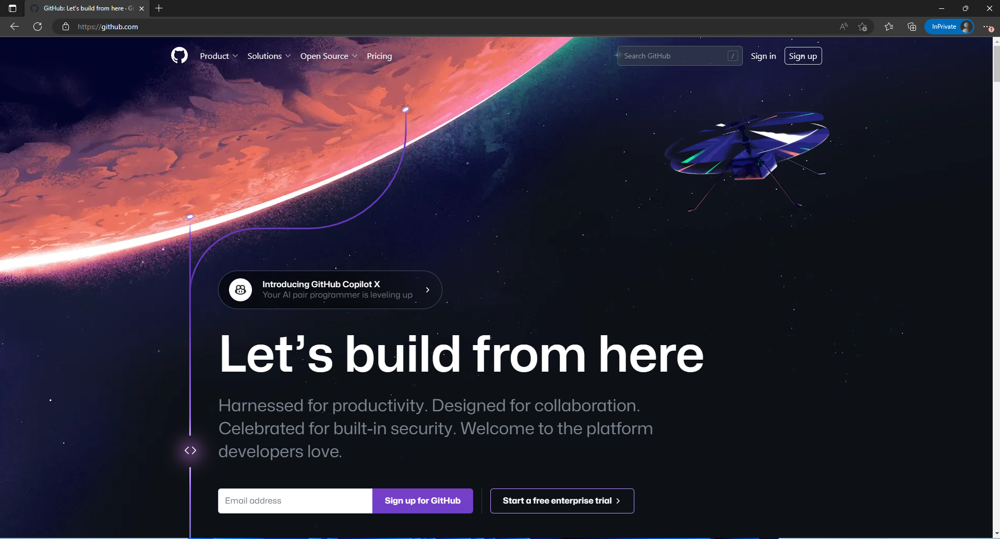 GitHub: Let's build from here · Gi
https://github.com
InPrivate
Product
Solutions
Open Source
Pricing
Search GitHub
/
Sign in
Sign up
Introducing GitHub Copilot X
Your AI pair programmer is leveling up
Let's build from here
Harnessed for productivity. Designed for collaboration.
Celebrated for built-in security. Welcome to the platform
developers love.
Email address
Sign up for GitHub
Start a free enterprise trial